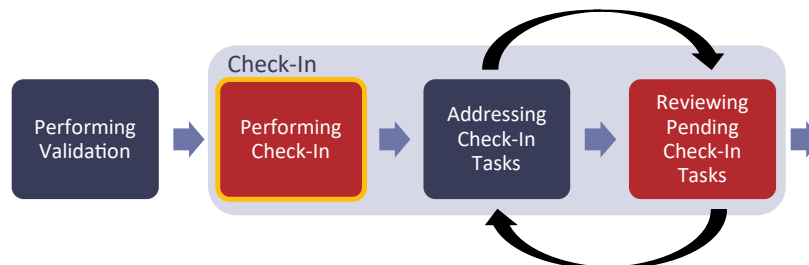 Check-In
Performing
Validation
Performing
Check-In
Addressing
Check-In
Tasks
Reviewing
Pending
Check-In
Tasks